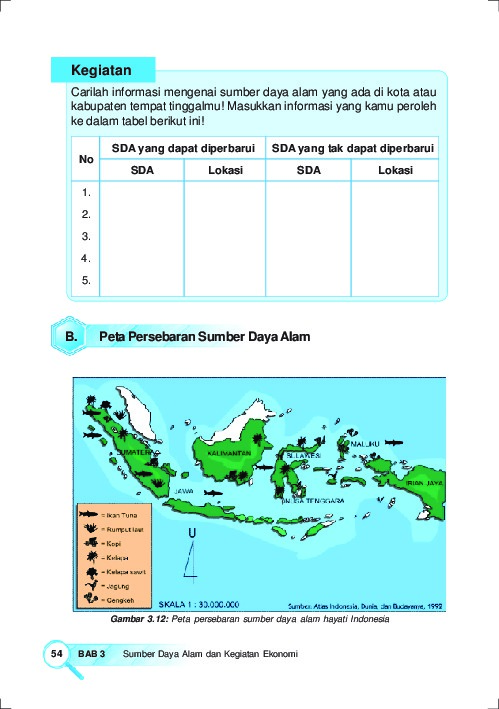 Kegiatan
Carilah informasi mengenai sumber daya alam yang ada di kota atau
kabupaten tempat tinggalmu! Masukkan informasi yang kamu peroleh
ke dalam tabel berikut ini!
No
SDA yang dapat diperbarui
SDA yang tak dapat diperbarui
SDA
Lokasi
SDA
Lokasi
1.
2.
3.
4.
5.
B. Peta Persebaran Sumber Daya Alam
SUMATERA
KALIMANTAN
SULAWESI
MALUKU
IRIAN JAYA
JAWA
NUSA TENGGARA
= Ikan Tuna
= Rumput laut
= Kopi
= Kelapa
= Kelapa sawit
= Jagung
= Cengkeh
U
SKALA 1 : 30.000.000
Sumber: Atlas Indonesia, Dunia, dan Budayanya, 1992
Gambar 3.12: Peta persebaran sumber daya alam hayati Indonesia
54 BAB 3 Sumber Daya Alam dan Kegiatan Ekonomi